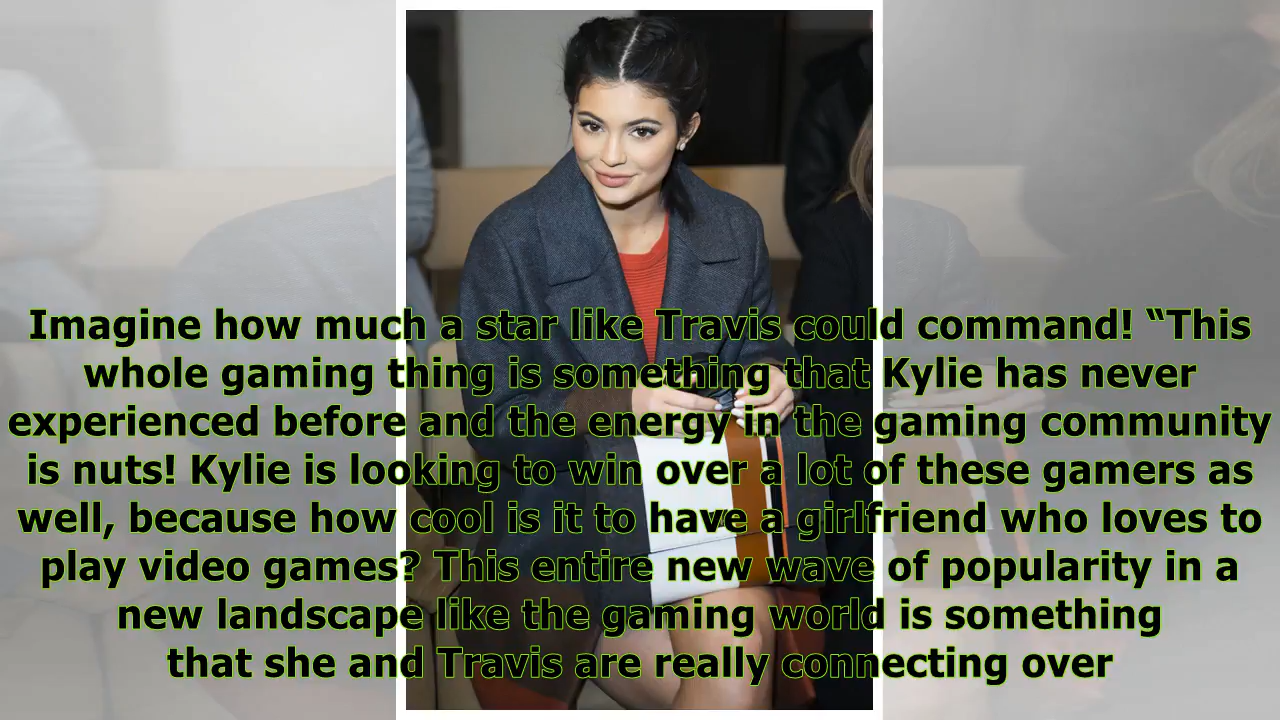 Imagine how much a star like Travis could command! “This
whole gaming thing is something that Kylie has never
experienced before and the energy in the gaming community
is nuts! Kylie is looking to win over a lot of these gamers as
well, because how cool is it to have a girlfriend who loves to
play video games? This entire new wave of popularity in a
new landscape like the gaming world is something
that she and Travis are really connecting over